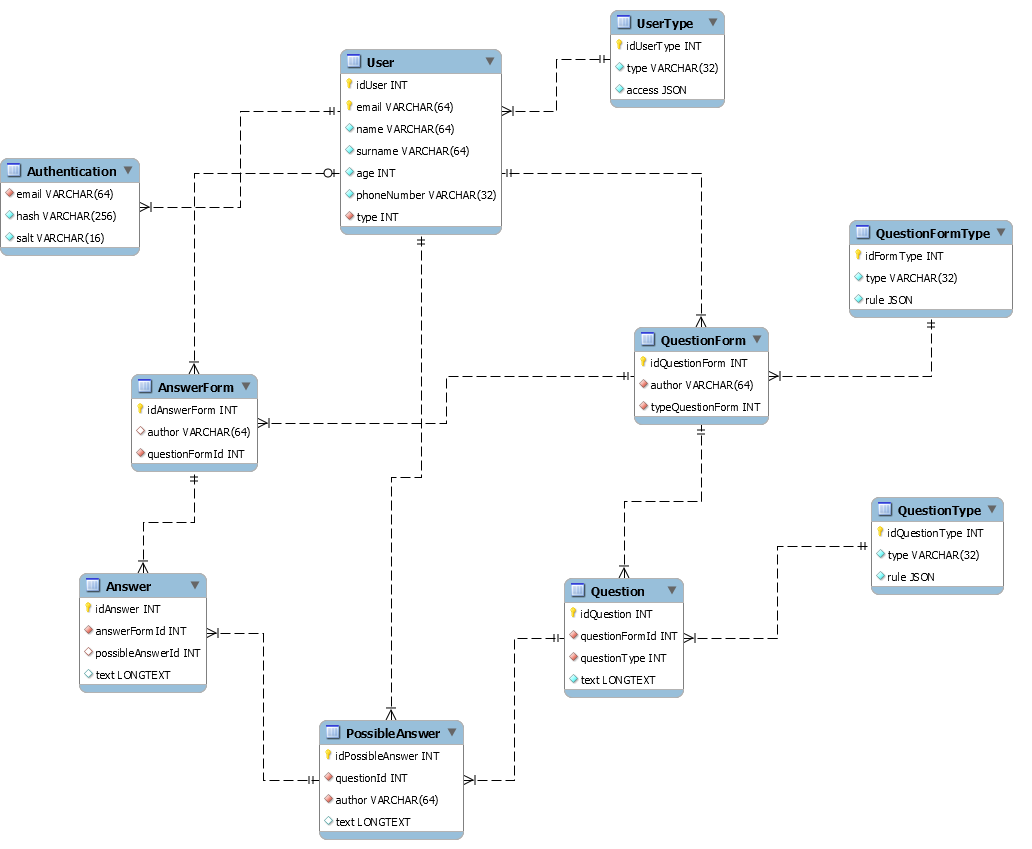 UserType
idUserType INT
type VARCHAR(32)
access JSON
User
idUser INT
email VARCHAR(64)
name VARCHAR(64)
surname VARCHAR(64)
age INT
phoneNumber VARCHAR(32)
type INT
Authentication
email VARCHAR(64)
hash VARCHAR(256)
salt VARCHAR(16)
QuestionFormType
idFormType INT
type VARCHAR(32)
rule JSON
QuestionForm
idQuestionForm INT
author VARCHAR(64)
typeQuestionForm INT
AnswerForm
idAnswerForm INT
author VARCHAR(64)
questionFormId INT
QuestionType
idQuestionType INT
type VARCHAR(32)
rule JSON
Answer
idAnswer INT
answerFormId INT
possibleAnswerId INT
text LONGTEXT
Question
idQuestion INT
questionFormId INT
questionType INT
text LONGTEXT
PossibleAnswer
idPossibleAnswer INT
questionId INT
author VARCHAR(64)
text LONGTEXT